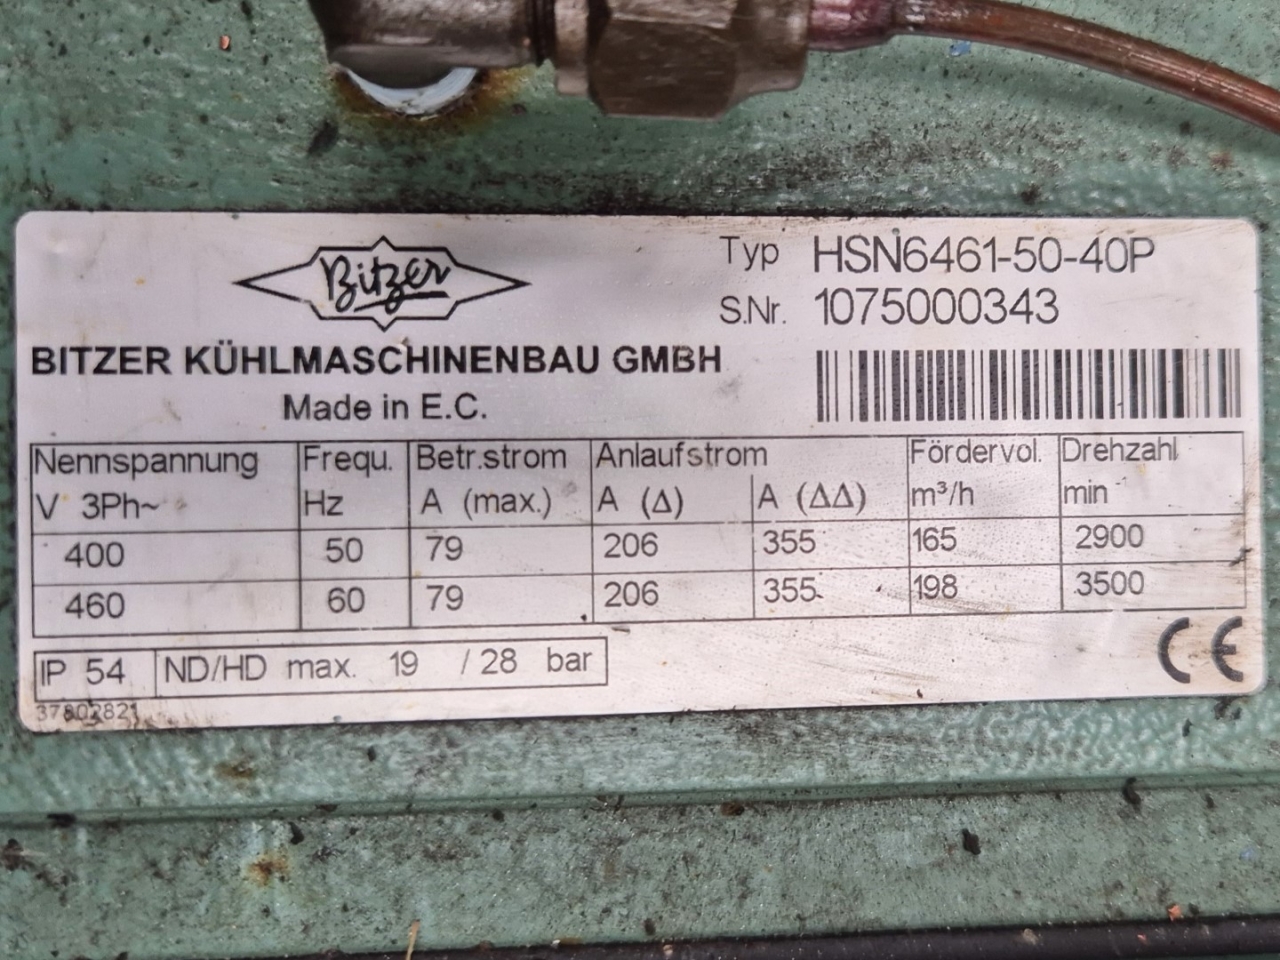 Bitzer
Typ HSN6461-50-40P
S.Nr. 1075000343
BITZER KÜHLMASCHINENBAU GMBH
Made in E.C.
Nennspannung Frequ. Betr.strom Anlaufstrom Fördervol. Drehzahl
V 3Ph~ Hz A (max.) A (Δ) A (ΔΔ) m³/h min⁻¹
400 50 79 206 355 165 2900
460 60 79 206 355 198 3500
IP 54 ND/HD max. 19 / 28 bar
CE
37802821